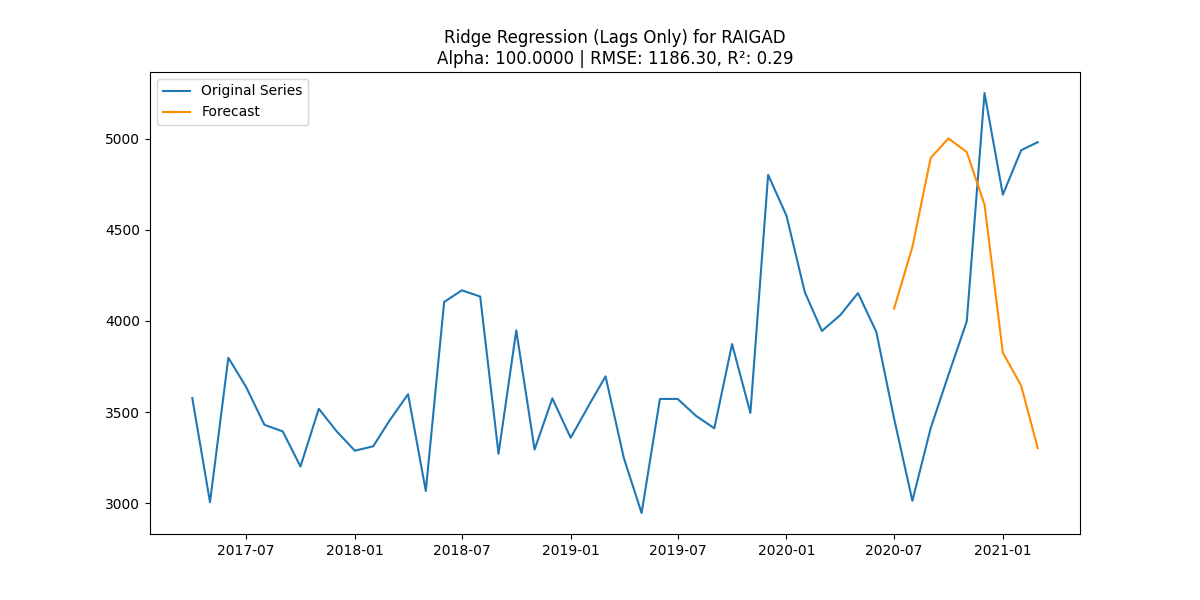 Ridge Regression (Lags Only) for RAIGAD
Alpha: 100.0000 | RMSE: 1186.30, R²: 0.29
Original Series
Forecast
5000
4500
4000
3500
3000
2017-07 2018-01 2018-07 2019-01 2019-07 2020-01 2020-07 2021-01